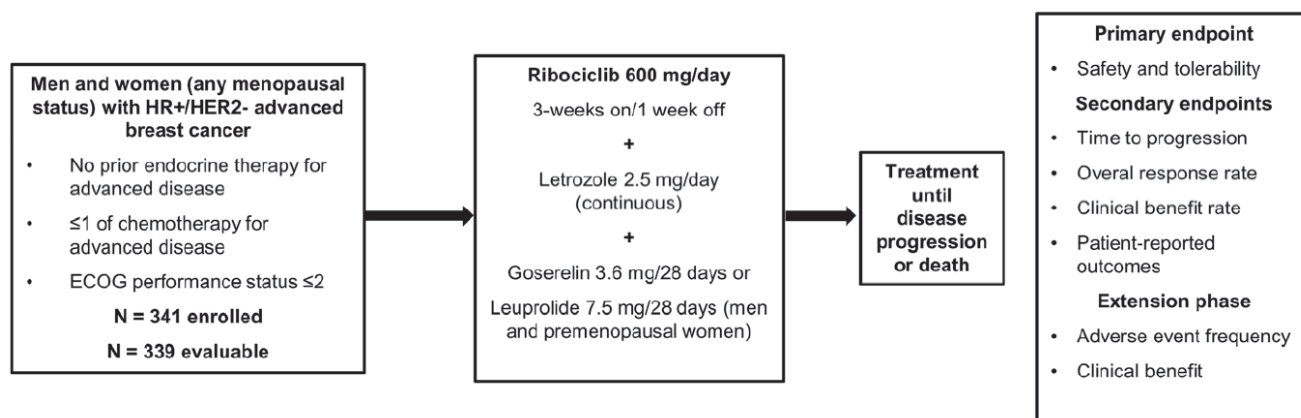 Men and women (any menopausal
status) with HR+/HER2- advanced
breast cancer
• No prior endocrine therapy for
advanced disease
• ≤1 of chemotherapy for
advanced disease
• ECOG performance status ≤2
N = 341 enrolled
N = 339 evaluable
Ribociclib 600 mg/day
3-weeks on/1 week off
+
Letrozole 2.5 mg/day
(continuous)
+
Goserelin 3.6 mg/28 days or
Leuprolide 7.5 mg/28 days (men
and premenopausal women)
Treatment
until
disease
progression
or death
Primary endpoint
• Safety and tolerability
Secondary endpoints
• Time to progression
• Overal response rate
• Clinical benefit rate
• Patient-reported
outcomes
Extension phase
• Adverse event frequency
• Clinical benefit